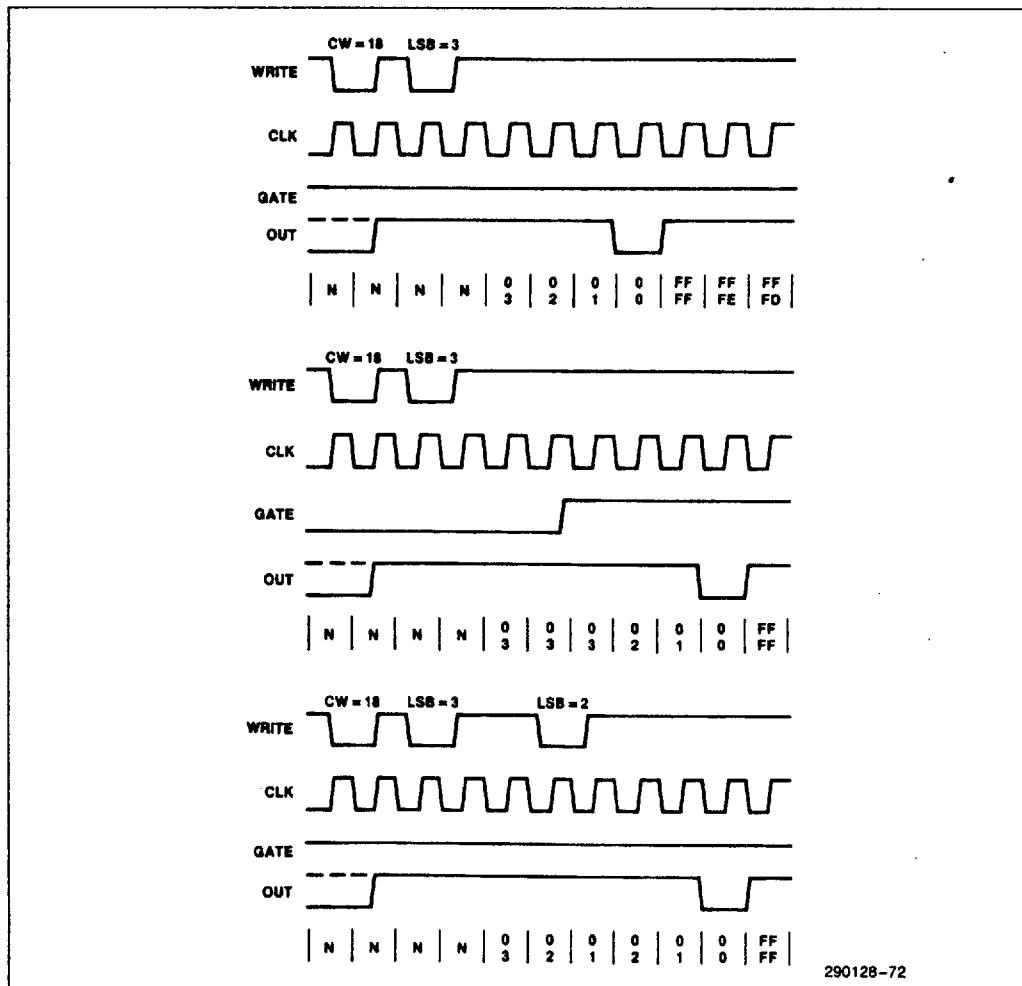 CW = 18 LSB = 3
WRITE
CLK
GATE
OUT
N N N N 0 3 0 2 0 1 0 0 FF FF FF FE FF FD
CW = 18 LSB = 3
WRITE
CLK
GATE
OUT
N N N N 0 3 0 3 0 3 0 2 0 1 0 0 FF FF
CW = 18 LSB = 3 LSB = 2
WRITE
CLK
GATE
OUT
N N N N 0 3 0 2 0 1 0 2 0 1 0 0 FF FF
290128-72